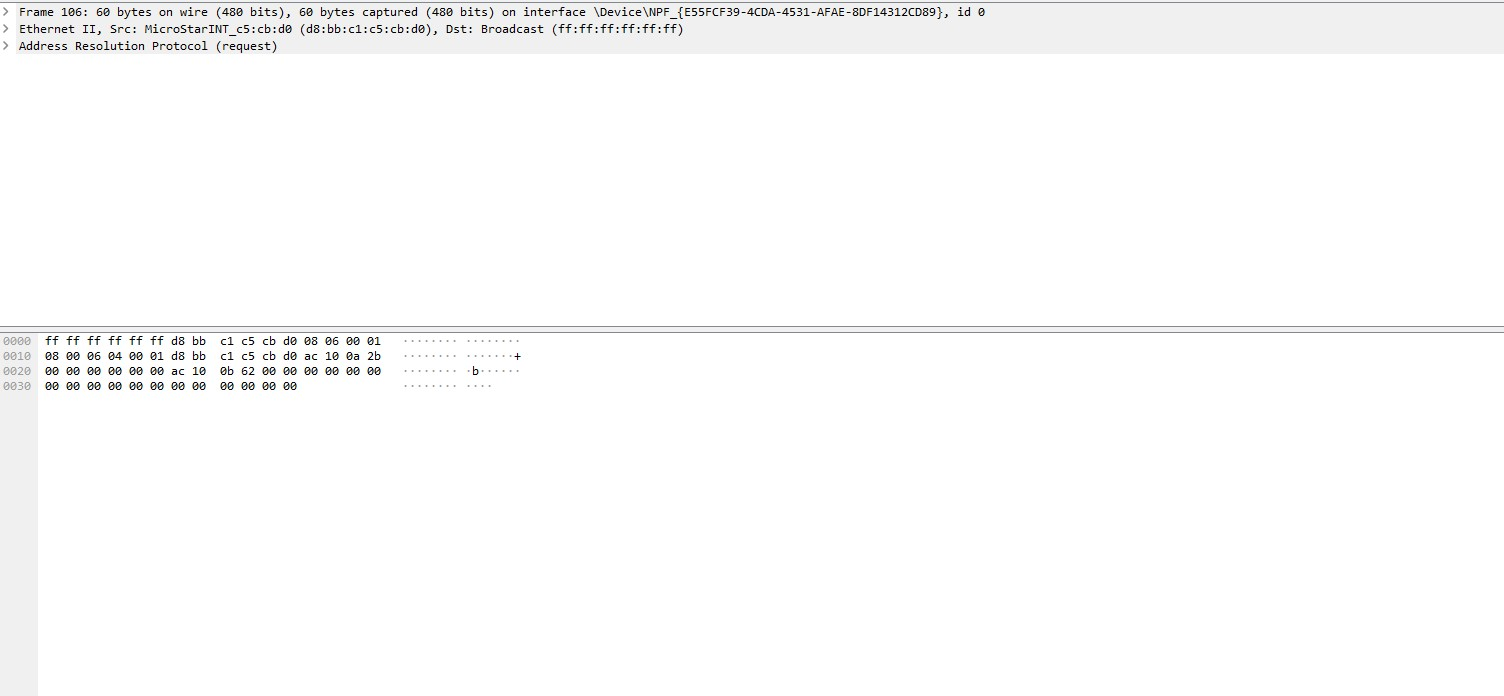 Frame 106: 60 bytes on wire (480 bits), 60 bytes captured (480 bits) on interface \Device\NPF_{E55FCF39-4CDA-4531-AFAE-8DF14312CD89}, id 0
Ethernet II, Src: MicroStarINT_c5:cb:d0 (d8:bb:c1:c5:cb:d0), Dst: Broadcast (ff:ff:ff:ff:ff:ff)
Address Resolution Protocol (request)
0000 ff ff ff ff ff ff d8 bb c1 c5 cb d0 08 06 00 01 ········ ········
0010 08 00 06 04 00 01 d8 bb c1 c5 cb d0 ac 10 0a 2b ········ ·······+
0020 00 00 00 00 00 00 ac 10 0b 62 00 00 00 00 00 00 ········ ·b······
0030 00 00 00 00 00 00 00 00 00 00 00 00 ········ ····